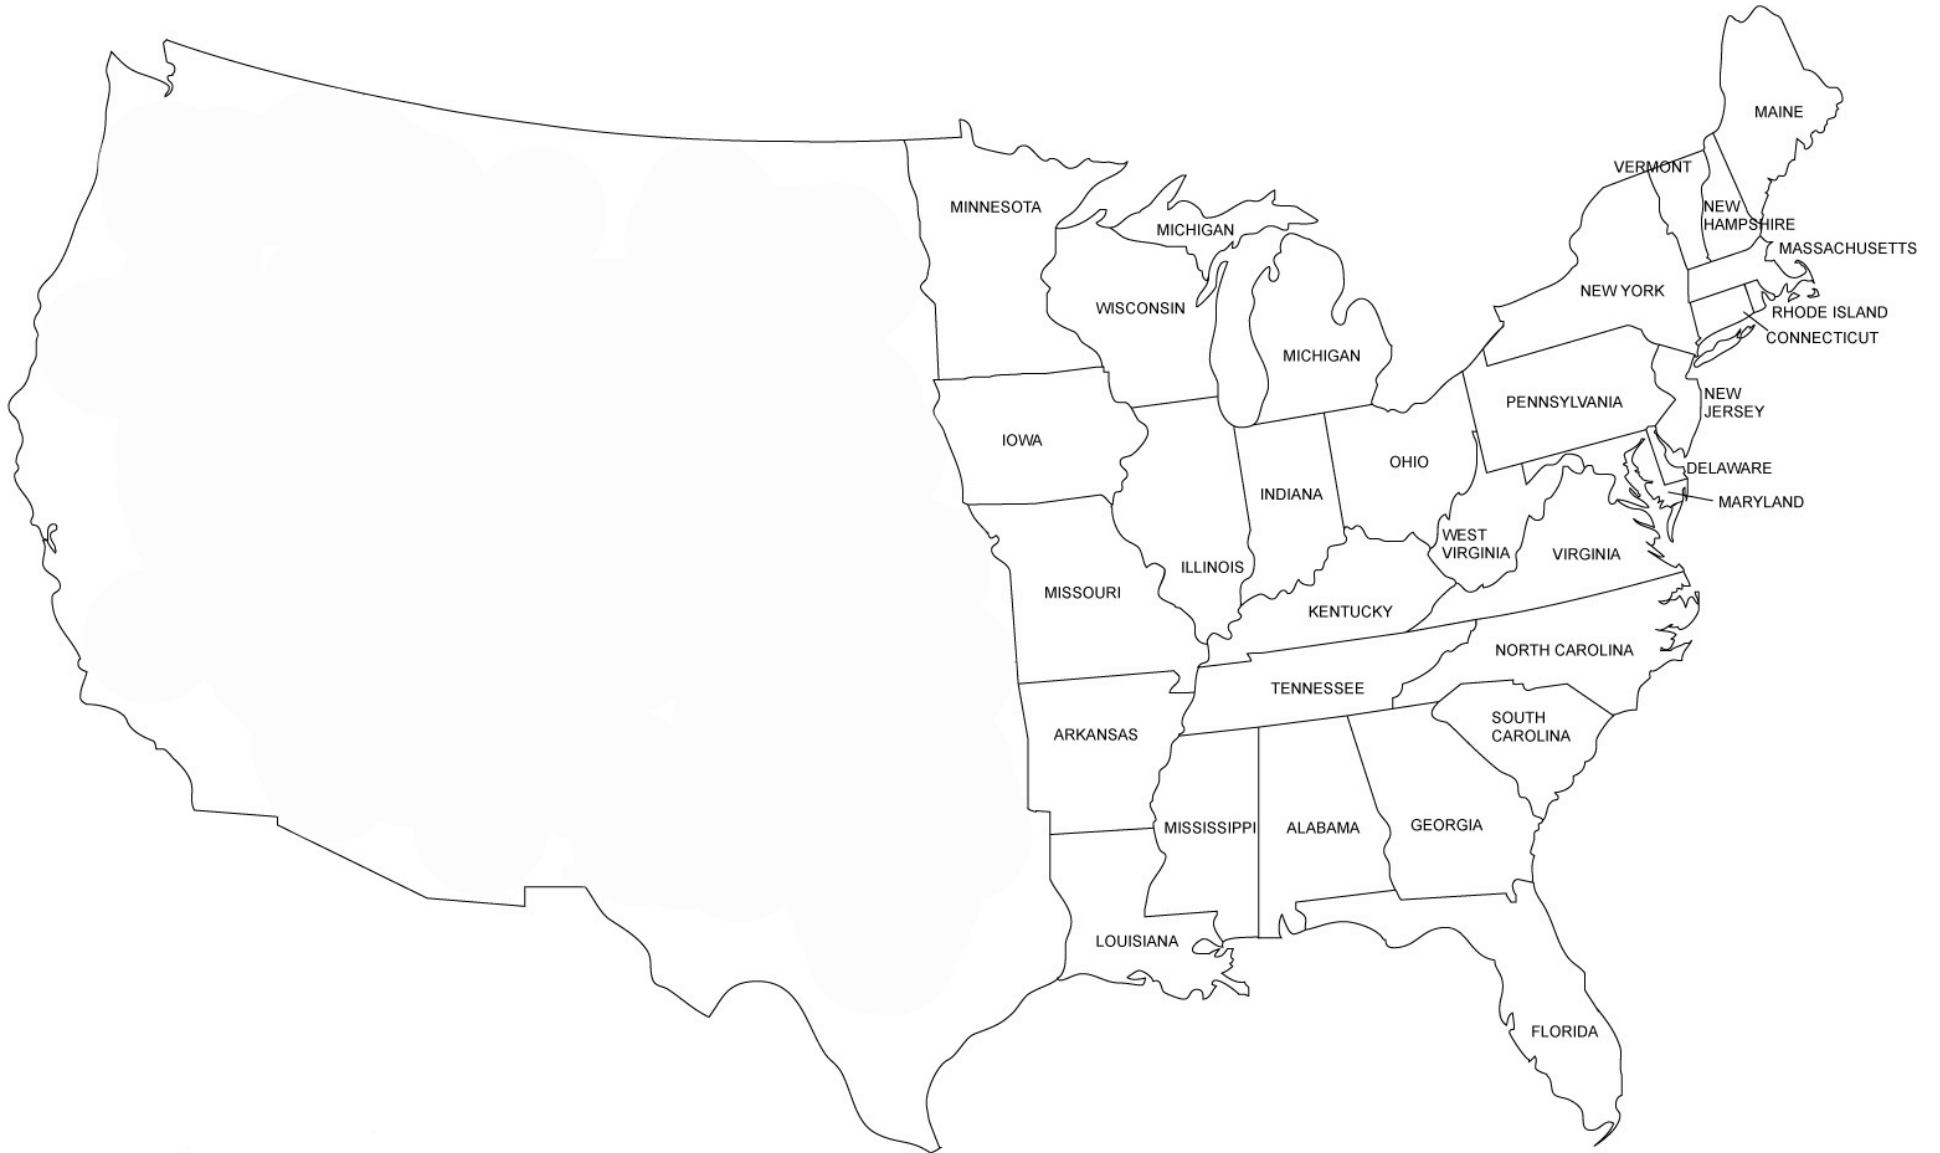 MAINE
VERMONT
MINNESOTA
NEW
HAMPSHIRE
MICHIGAN
MASSACHUSETTS
NEW YORK
WISCONSIN
RHODE ISLAND
CONNECTICUT
MICHIGAN
PENNSYLVANIA
NEW
JERSEY
IOWA
OHIO
DELAWARE
INDIANA
MARYLAND
WEST
VIRGINIA
VIRGINIA
ILLINOIS
MISSOURI
KENTUCKY
NORTH CAROLINA
TENNESSEE
SOUTH
CAROLINA
ARKANSAS
MISSISSIPPI
ALABAMA
GEORGIA
LOUISIANA
FLORIDA